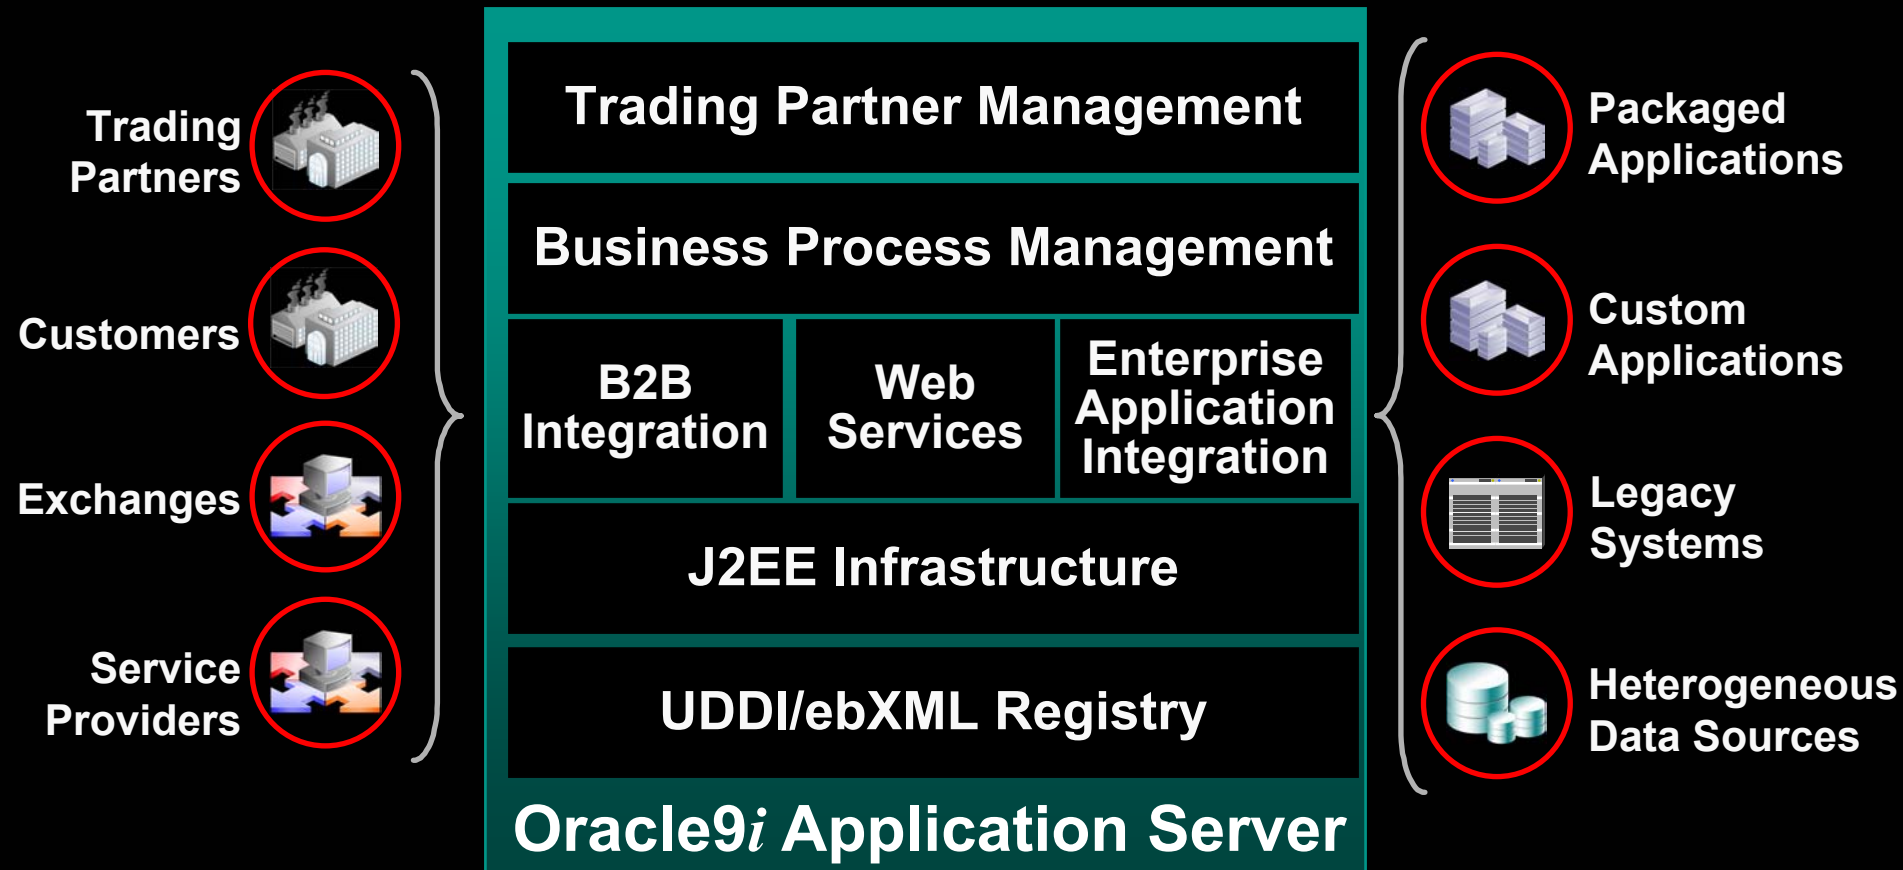 Trading
Partners
Customers
Exchanges
Service
Providers
Trading Partner Management
Business Process Management
B2B
Integration
Web
Services
Enterprise
Application
Integration
J2EE Infrastructure
UDDI/ebXML Registry
Oracle9i Application Server
Packaged
Applications
Custom
Applications
Legacy
Systems
Heterogeneous
Data Sources